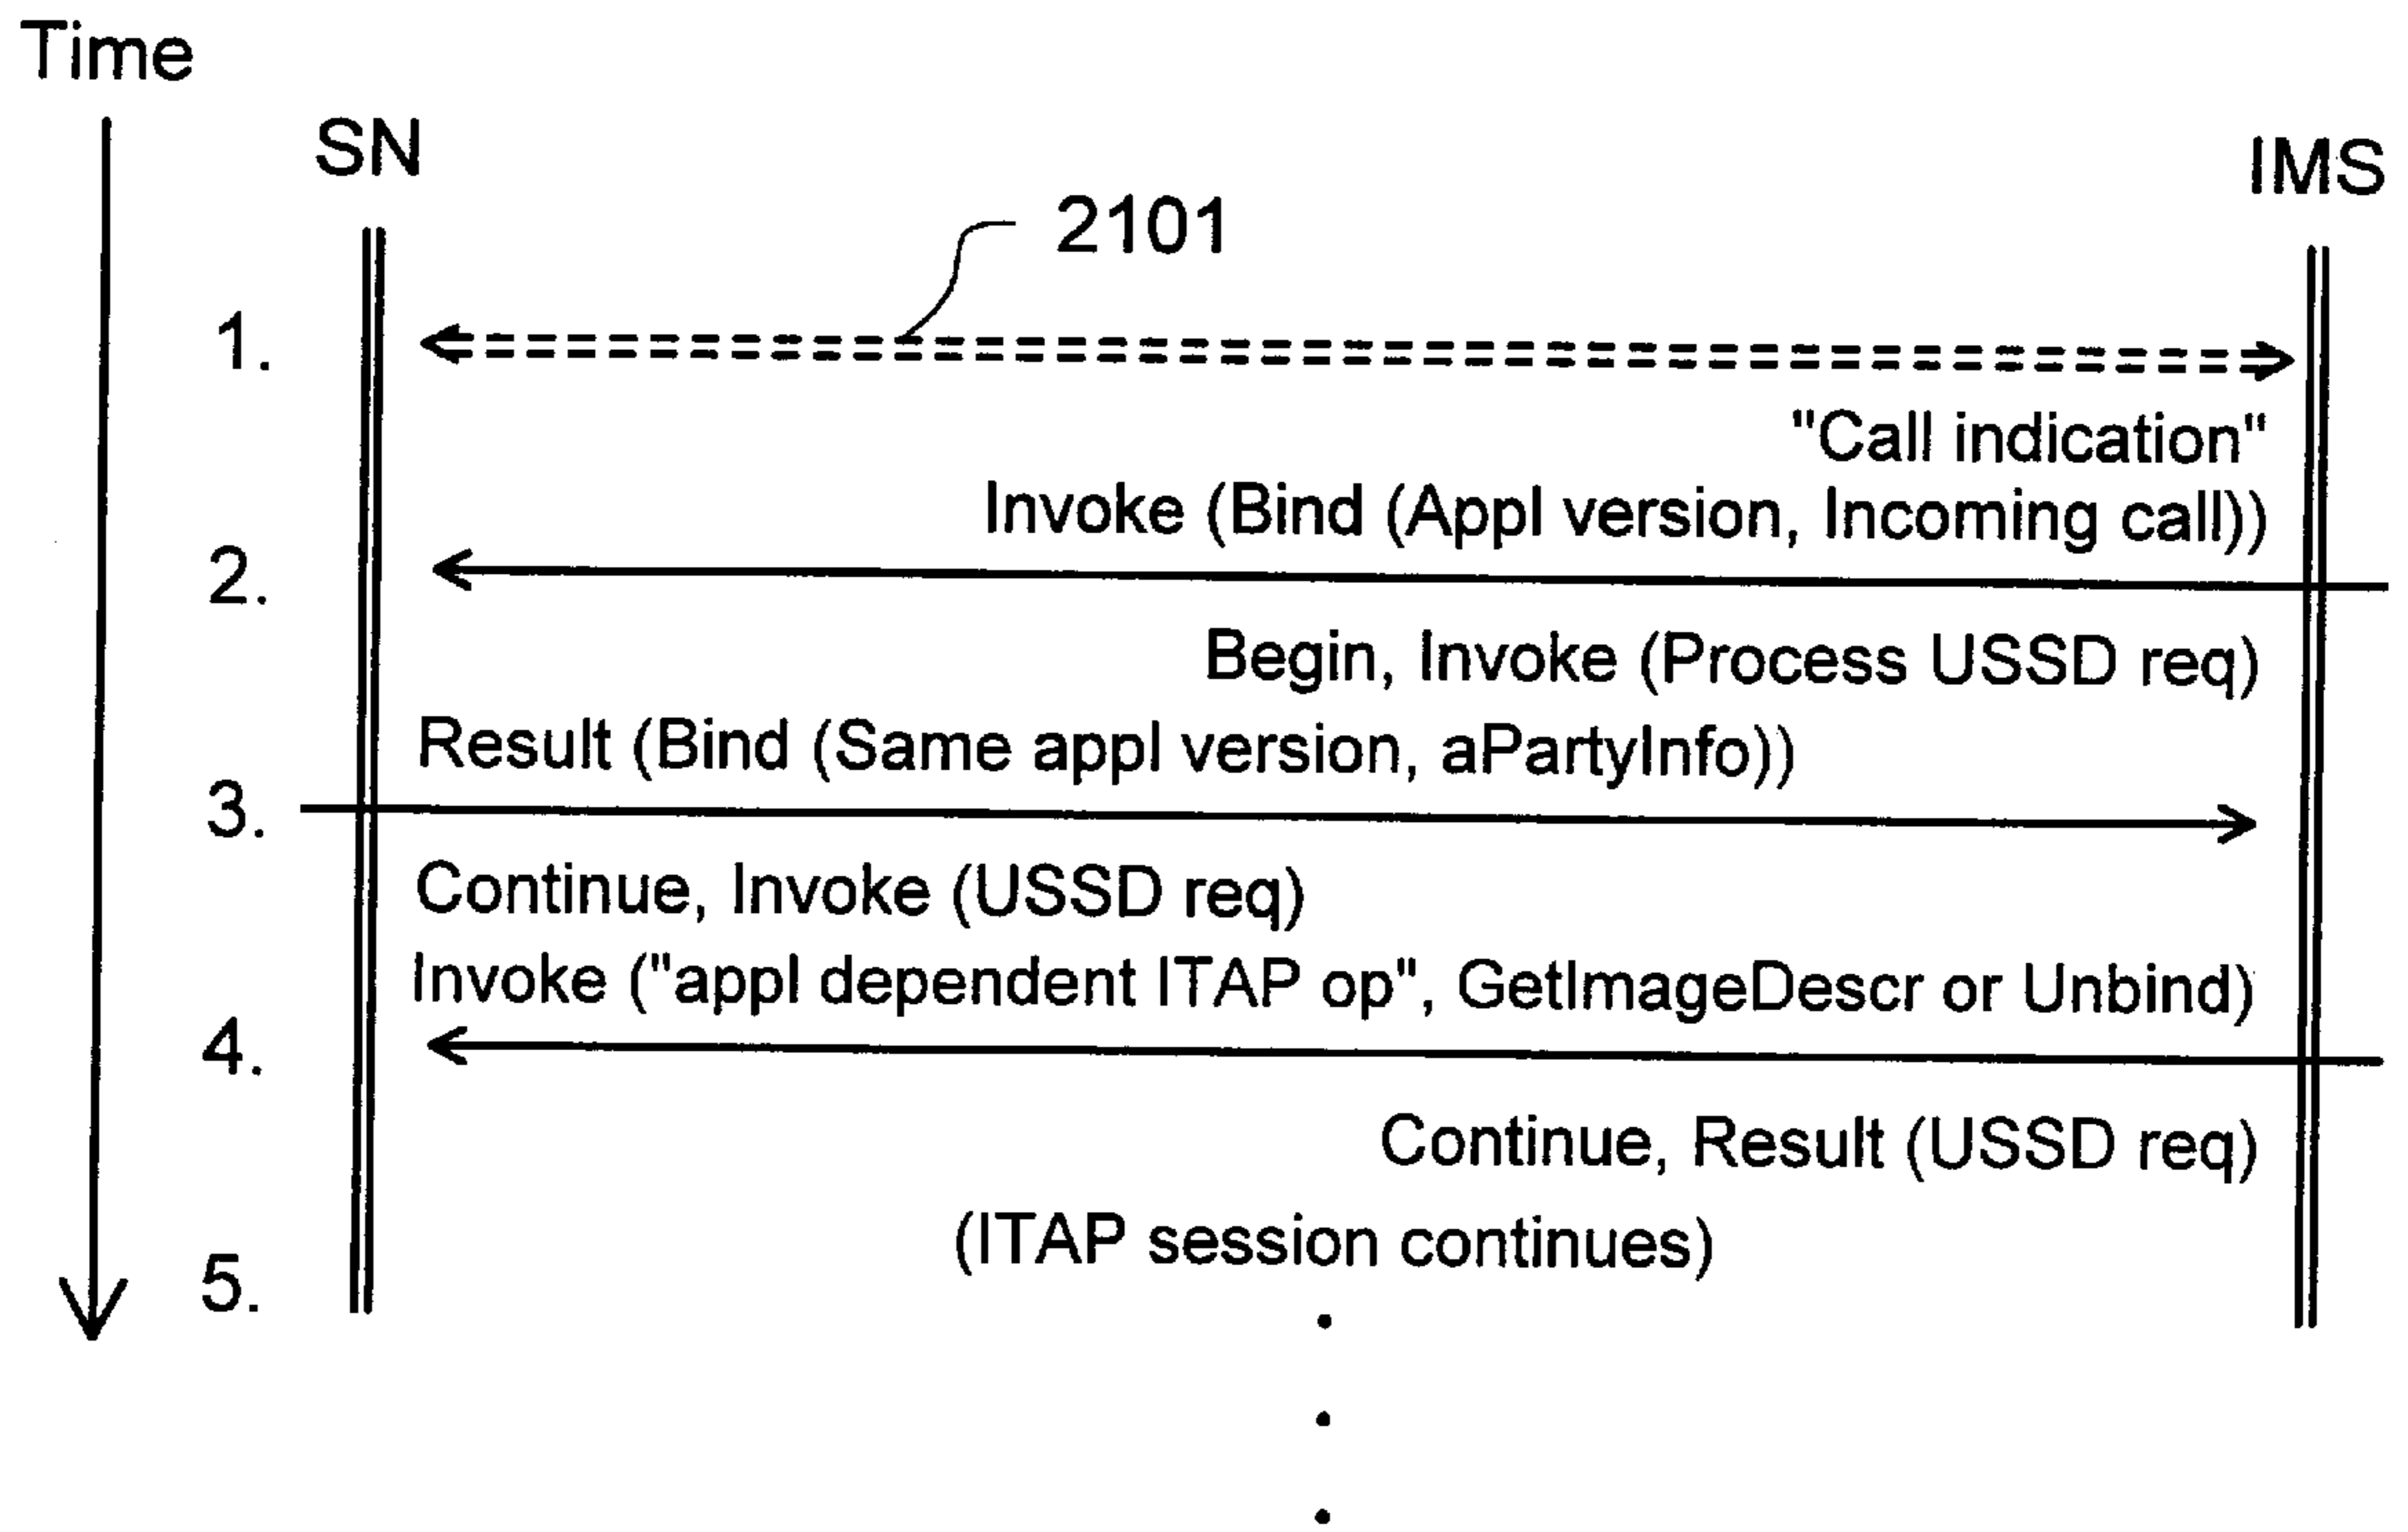 Time
SN
IMS
2101
1.
"Call indication"
Invoke (Bind (Appl version, Incoming call))
2.
Begin, Invoke (Process USSD req)
Result (Bind (Same appl version, aPartyInfo))
3.
Continue, Invoke (USSD req)
Invoke ("appl dependent ITAP op", GetImageDescr or Unbind)
4.
Continue, Result (USSD req)
(ITAP session continues)
5.